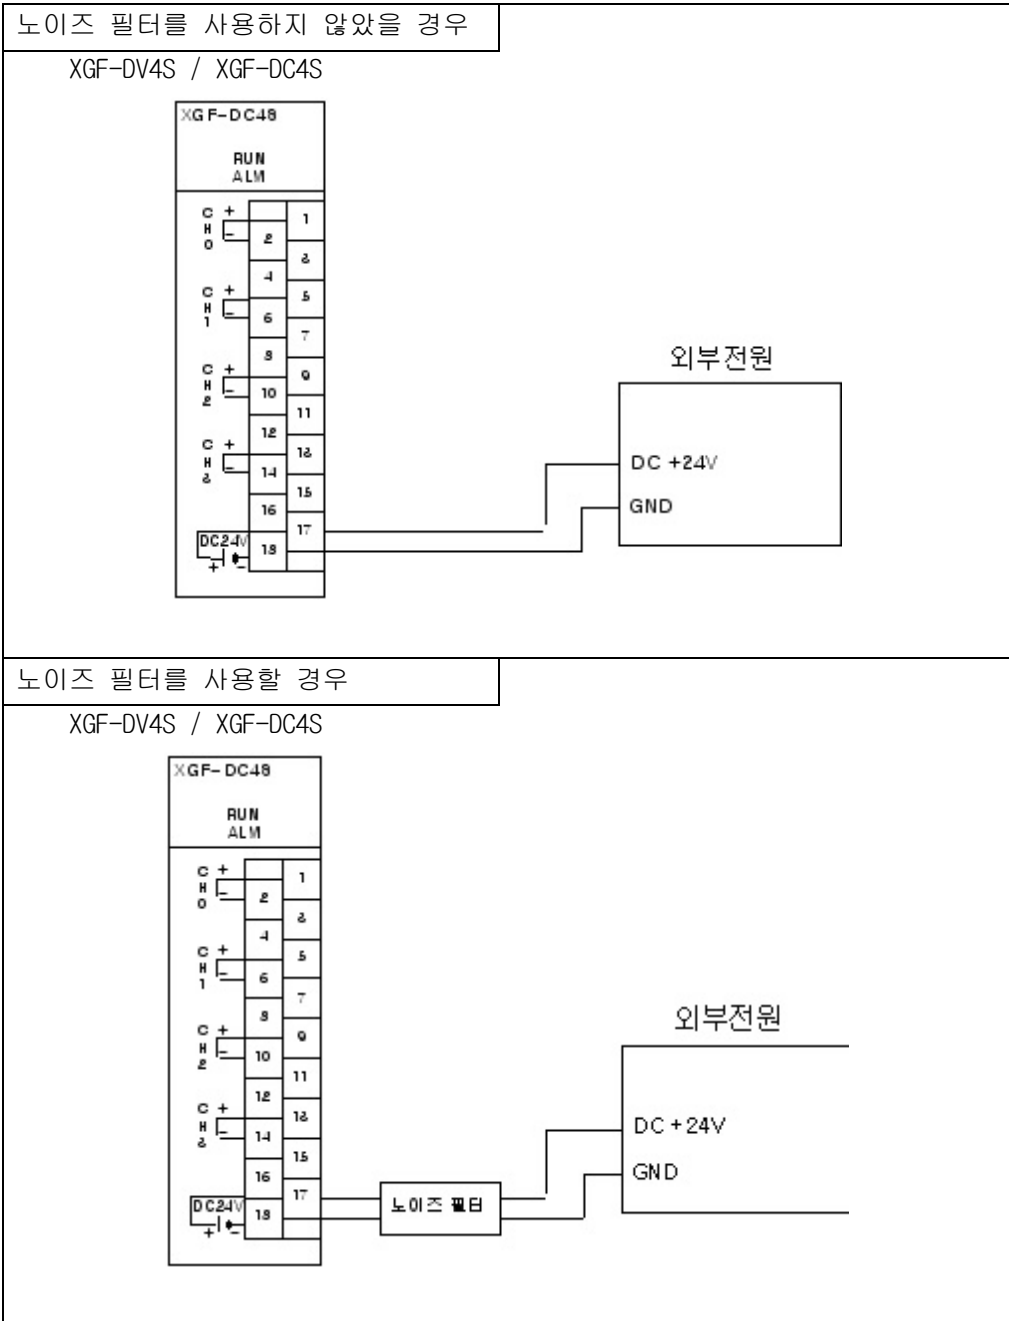 노이즈 필터를 사용하지 않았을 경우
XGF-DV4S / XGF-DC4S
XGF-DC4S
RUN
ALM
CH0 + -
CH1 + -
CH2 + -
CH3 + -
1
2
3
4
5
6
7
8
9
10
11
12
13
14
15
16
17
18
DC24V
+ -
외부전원
DC +24V
GND
노이즈 필터를 사용할 경우
XGF-DV4S / XGF-DC4S
XGF-DC4S
RUN
ALM
CH0 + -
CH1 + -
CH2 + -
CH3 + -
1
2
3
4
5
6
7
8
9
10
11
12
13
14
15
16
17
18
DC24V
+ -
노이즈 필터
외부전원
DC +24V
GND